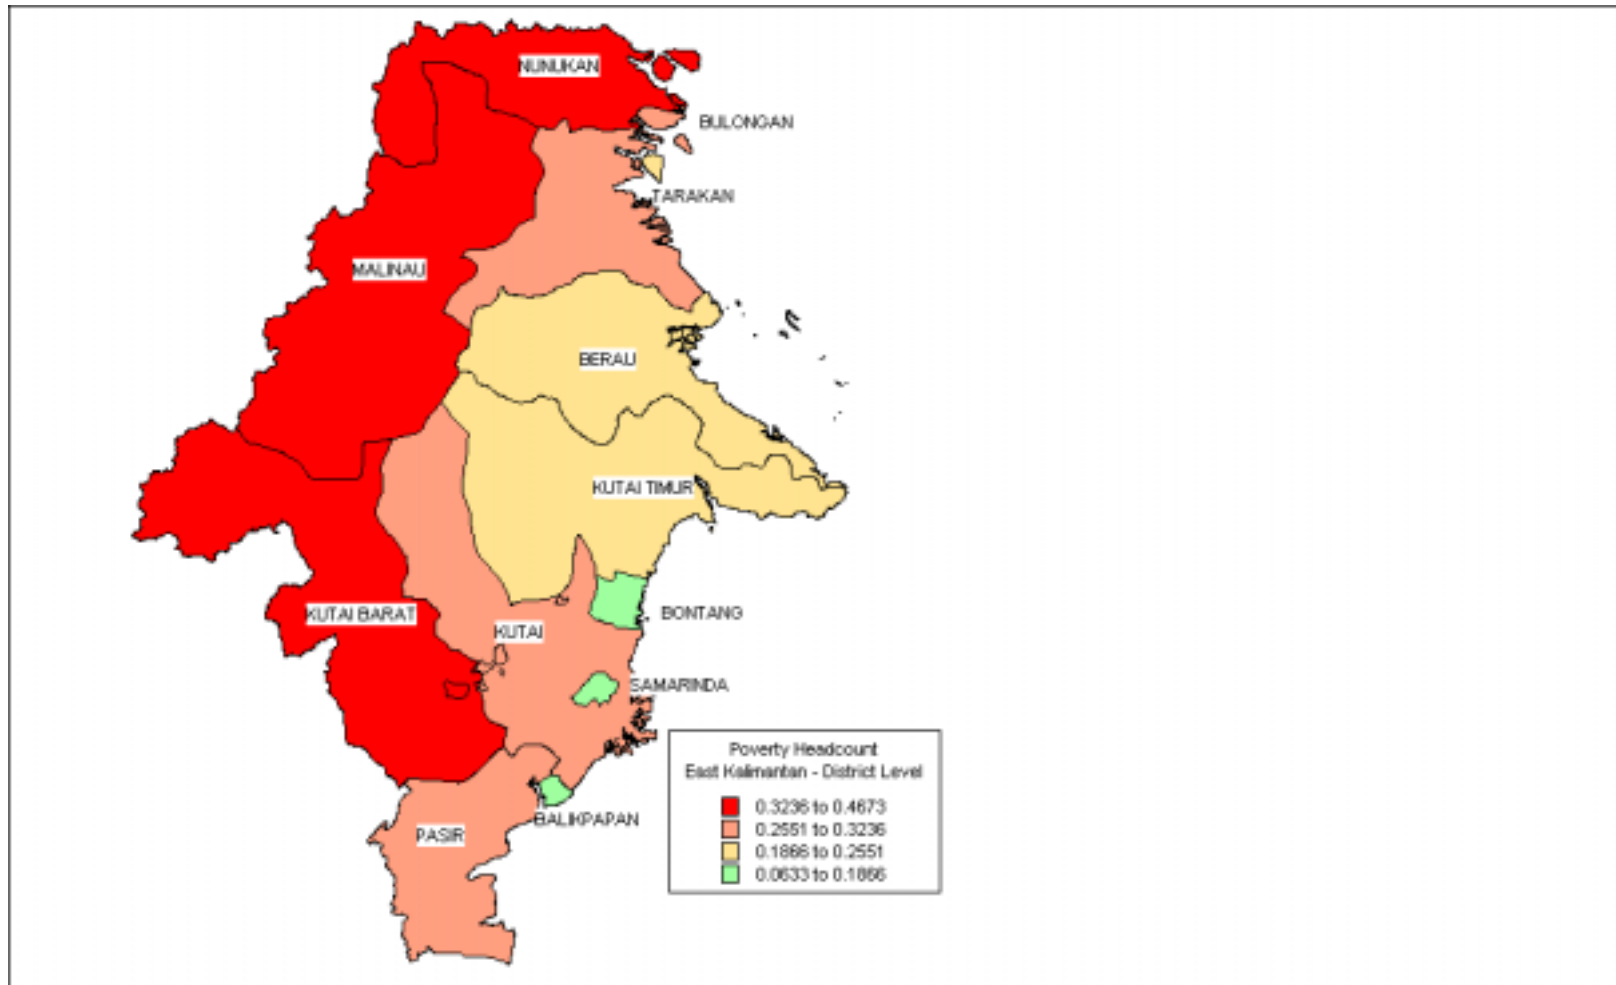 NUNUKAN
BULONGAN
TARAKAN
MALINAU
BERAU
KUTAI TIMUR
KUTAI BARAT
BONTANG
KUTAI
SAMARINDA
Poverty Headcount
East Kalimantan - District Level
0.3236 to 0.4673
0.2551 to 0.3236
0.1866 to 0.2551
0.0633 to 0.1866
BALIKPAPAN
PASIR